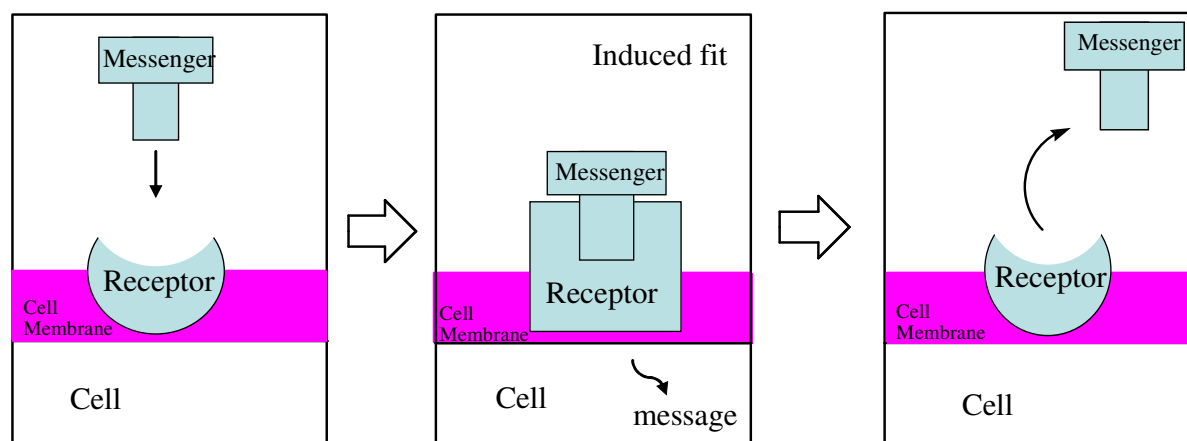 Messenger
Receptor
Cell
Membrane
Cell
Induced fit
Messenger
Receptor
Cell
Membrane
Cell
message
Messenger
Receptor
Cell
Membrane
Cell